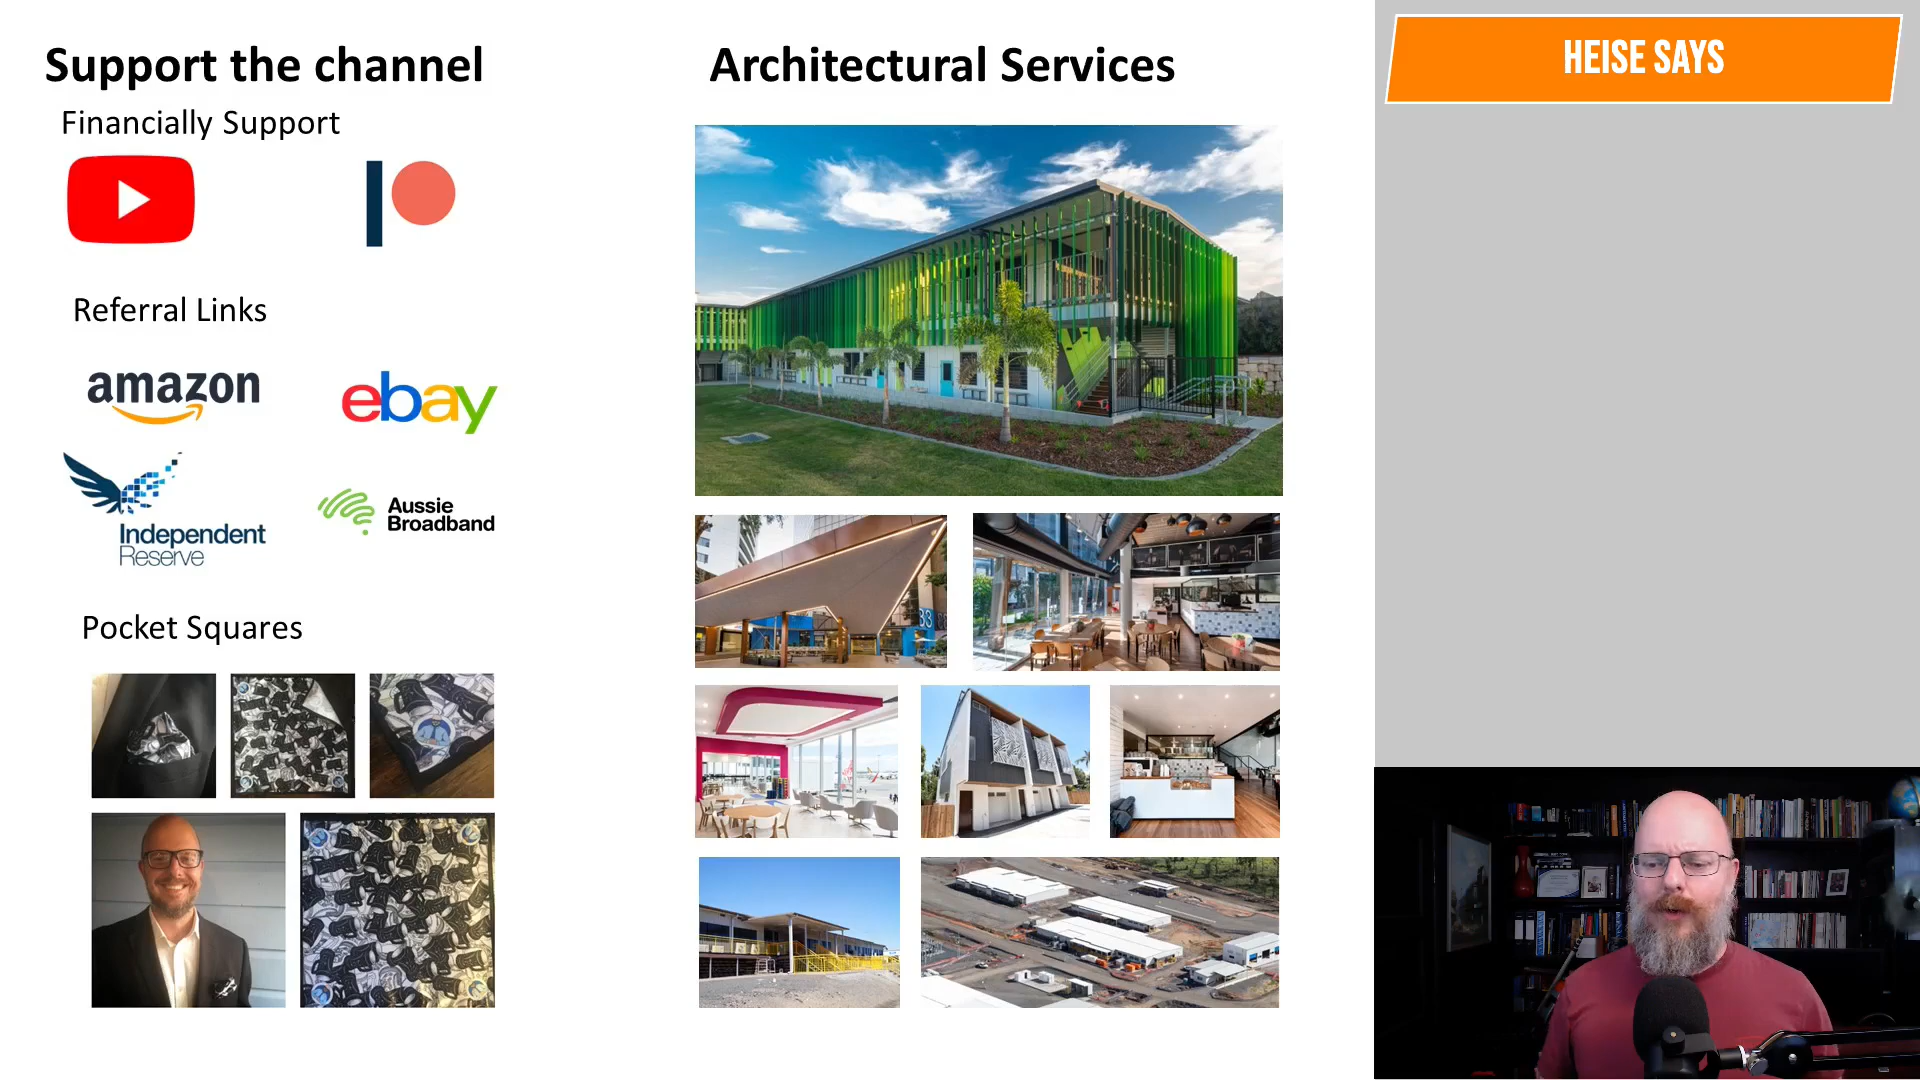 Support the channel
Financially Support
Referral Links
amazon
ebay
Independent
Reserve
Aussie
Broadband
Pocket Squares
Architectural Services
33
HEISE SAYS